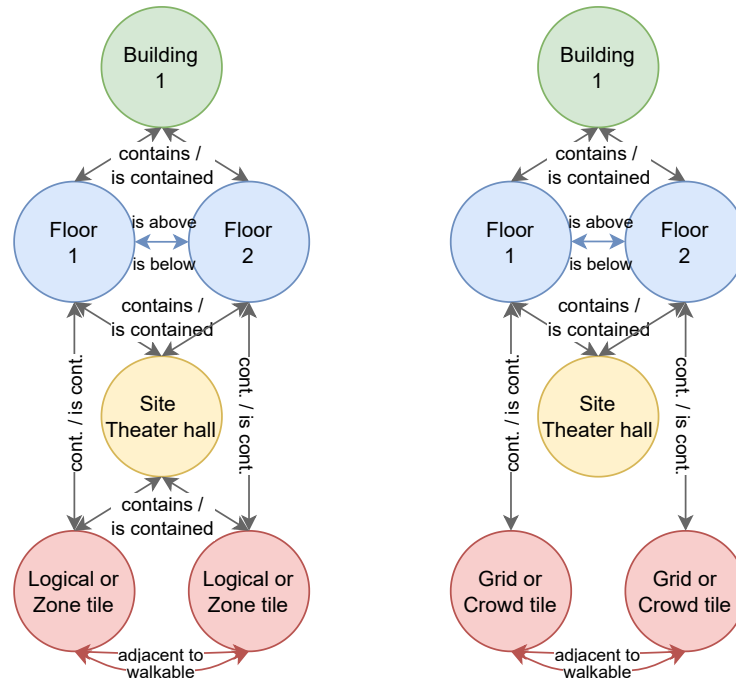 Building
1
contains /
is contained
Floor
1
is above
is below
Floor
2
contains /
is contained
cont. / is cont.
cont. / is cont.
Site
Theater hall
contains /
is contained
Logical or
Zone tile
Logical or
Zone tile
adjacent to
walkable
Building
1
contains /
is contained
Floor
1
is above
is below
Floor
2
contains /
is contained
cont. / is cont.
cont. / is cont.
Site
Theater hall
Grid or
Crowd tile
Grid or
Crowd tile
adjacent to
walkable